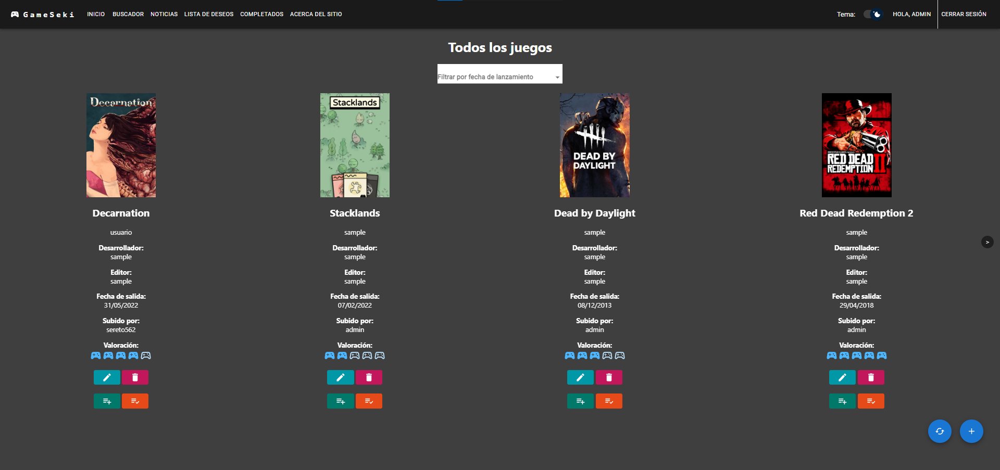 GameSeki INICIO BUSCADOR NOTICIAS LISTA DE DESEOS COMPLETADOS ACERCA DEL SITIO Tema: HOLA, ADMIN CERRAR SESIÓN
Todos los juegos
Filtrar por fecha de lanzamiento
Decarnation
Decarnation
usuario
Desarrollador:
sample
Editor:
sample
Fecha de salida:
31/05/2022
Subido por:
sereto562
Valoración:
Stacklands
Stacklands
sample
Desarrollador:
sample
Editor:
sample
Fecha de salida:
07/02/2022
Subido por:
admin
Valoración:
DEAD BY
DAYLIGHT
Dead by Daylight
sample
Desarrollador:
sample
Editor:
sample
Fecha de salida:
08/12/2013
Subido por:
admin
Valoración:
ROCKSTAR GAMES PRESENTS
RED DEAD
REDEMPTION II
Red Dead Redemption 2
sample
Desarrollador:
sample
Editor:
sample
Fecha de salida:
29/04/2018
Subido por:
admin
Valoración:
>